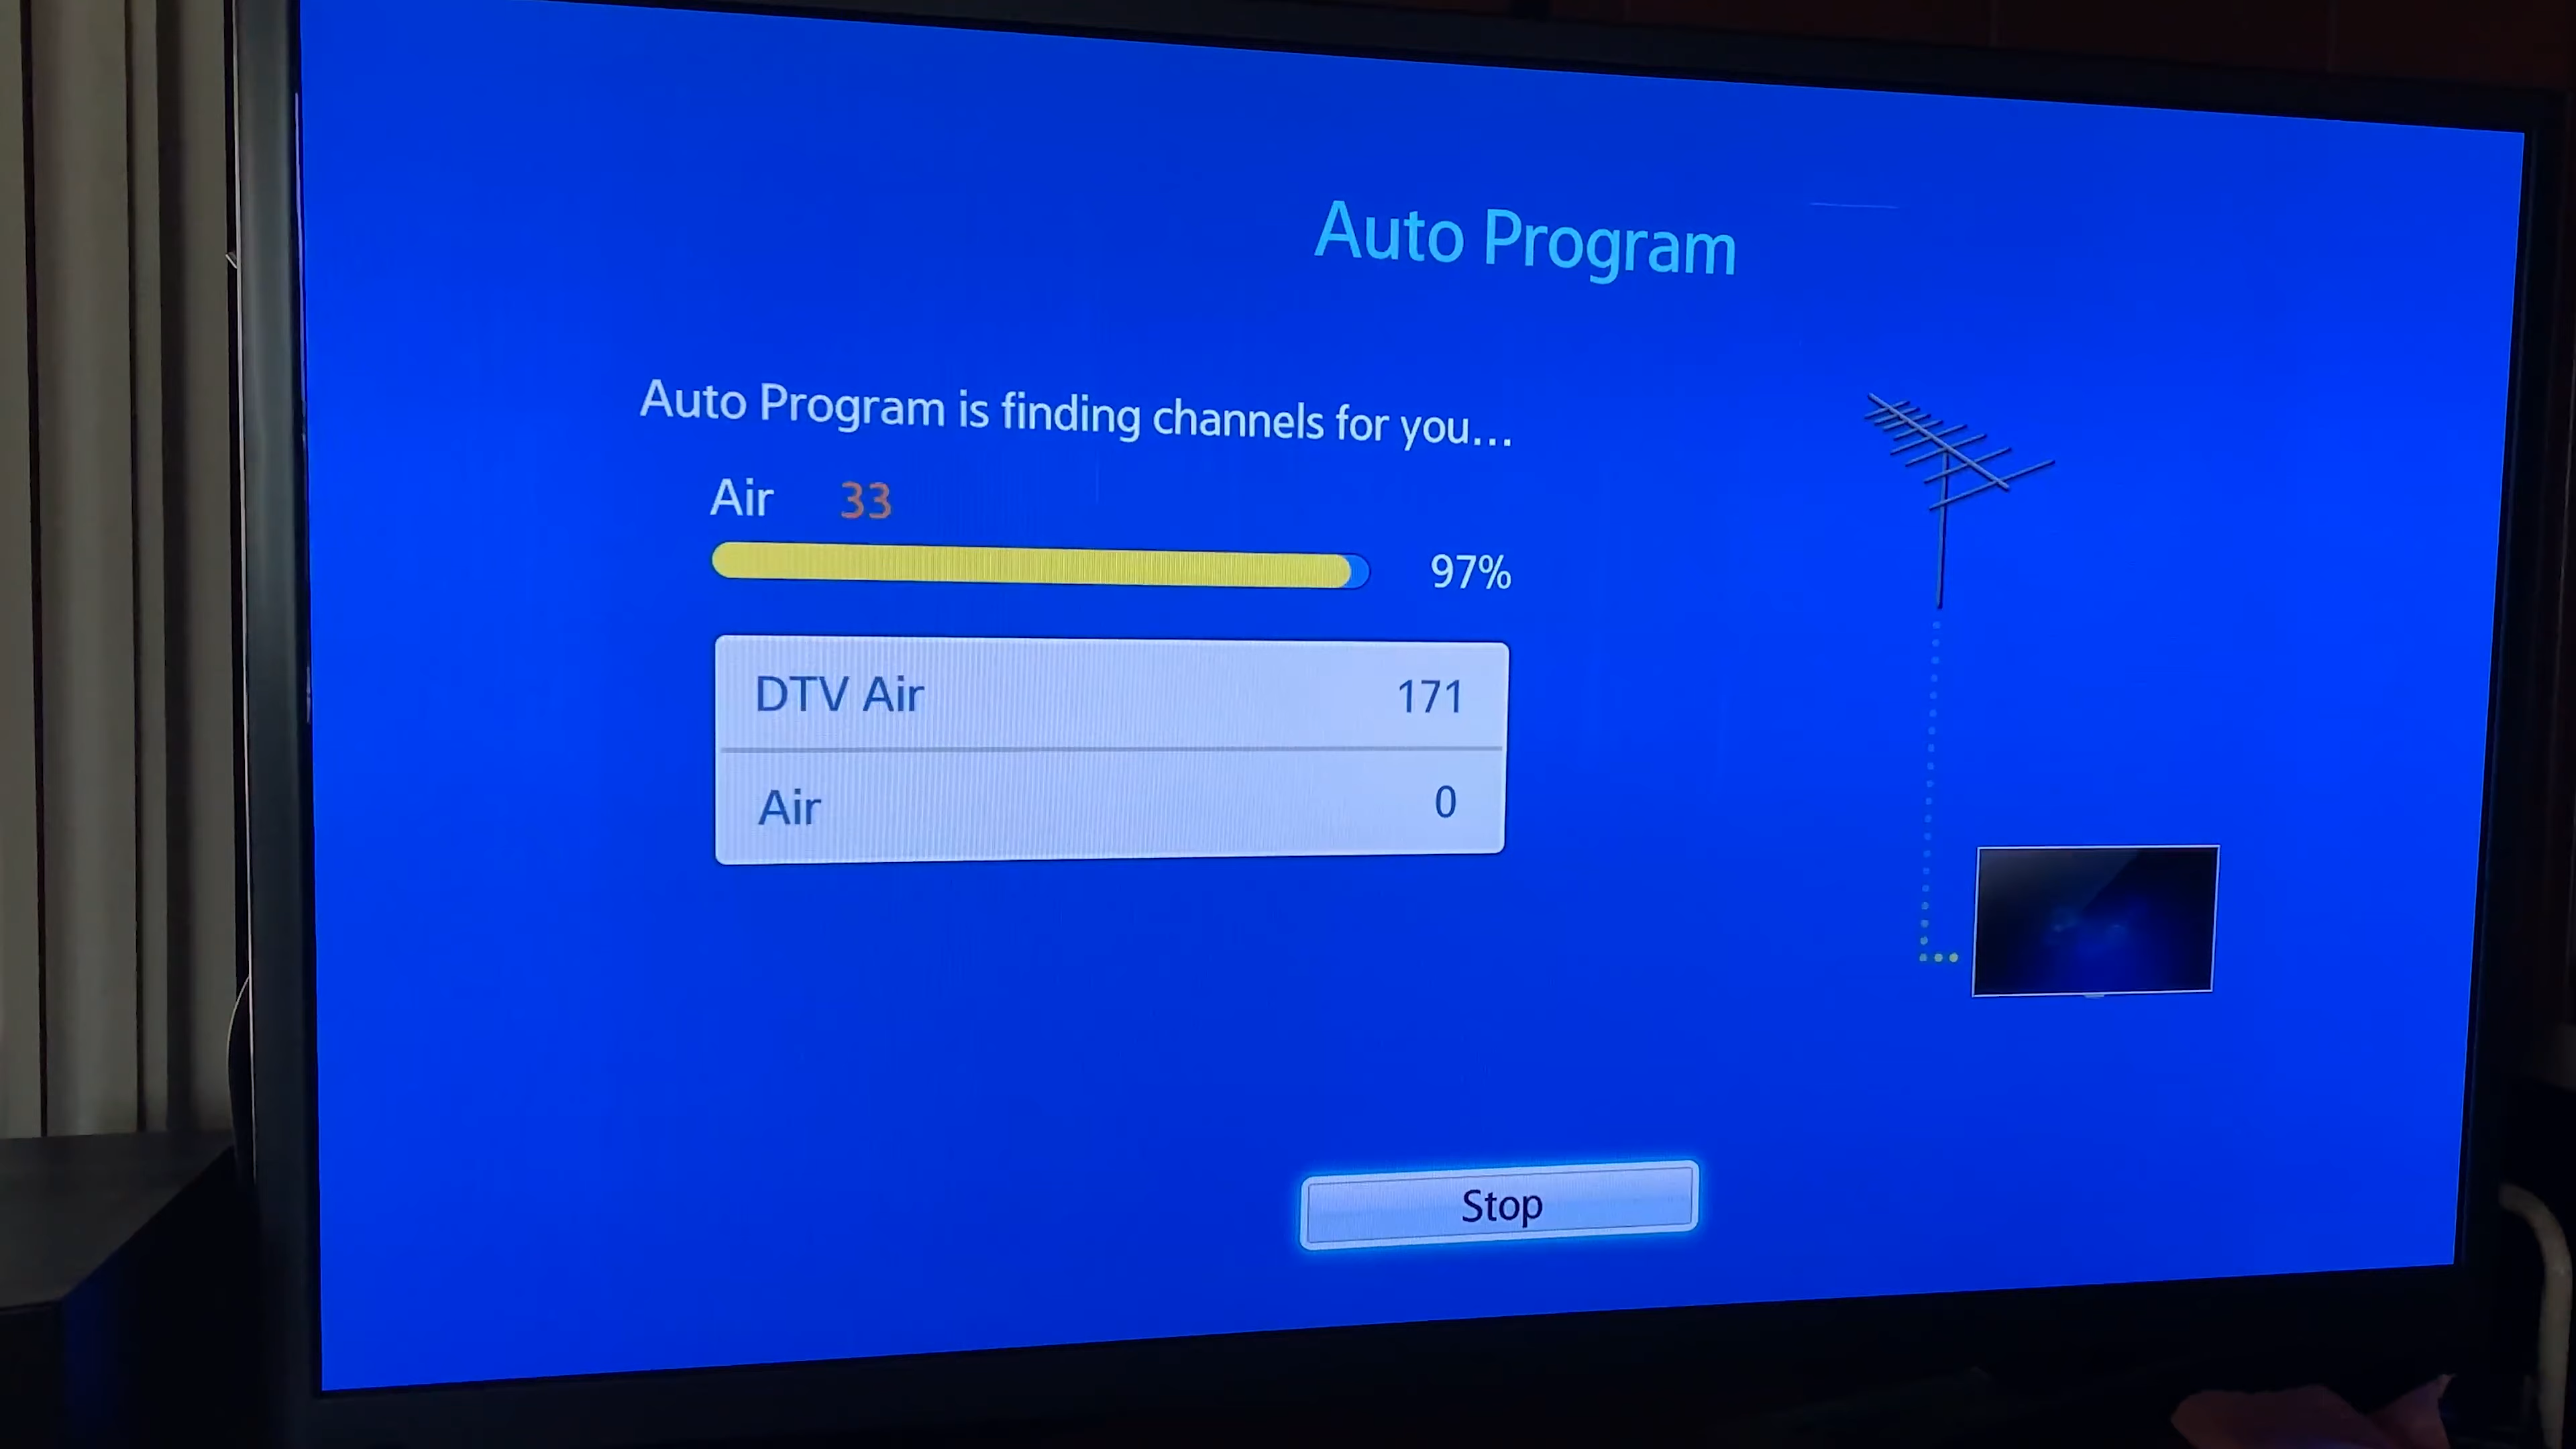 Auto Program
Auto Program is finding channels for you...
Air 33
97%
DTV Air 171
Air 0
Stop